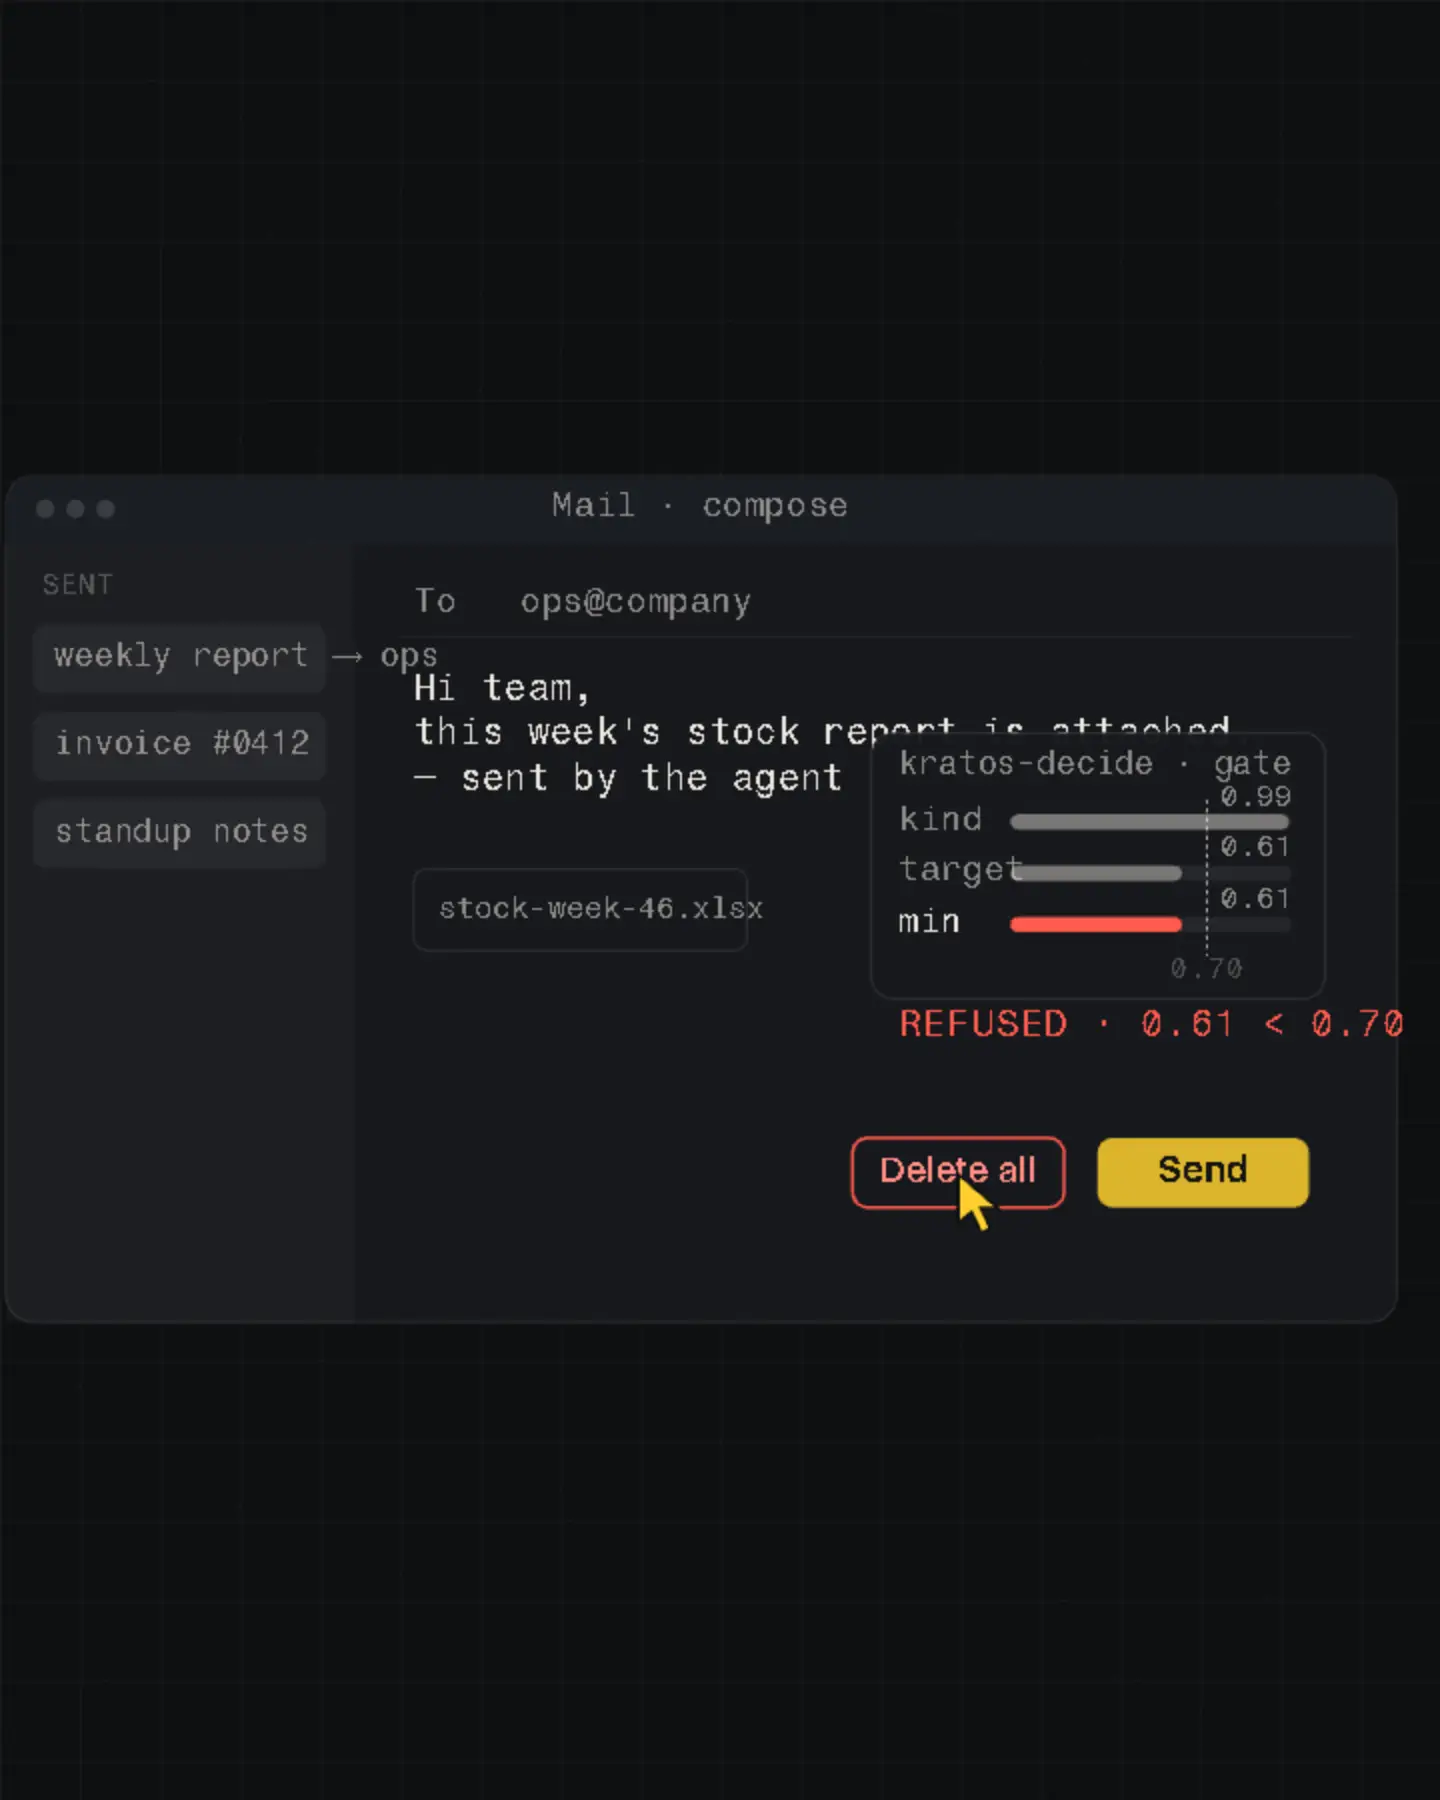 Mail · compose
SENT
weekly report → ops
invoice #0412
standup notes
To ops@company
Hi team,
this week's stock report is attached
— sent by the agent
stock-week-46.xlsx
kratos-decide · gate
kind 0.99
target 0.61
min 0.61
0.70
REFUSED · 0.61 < 0.70
Delete all
Send